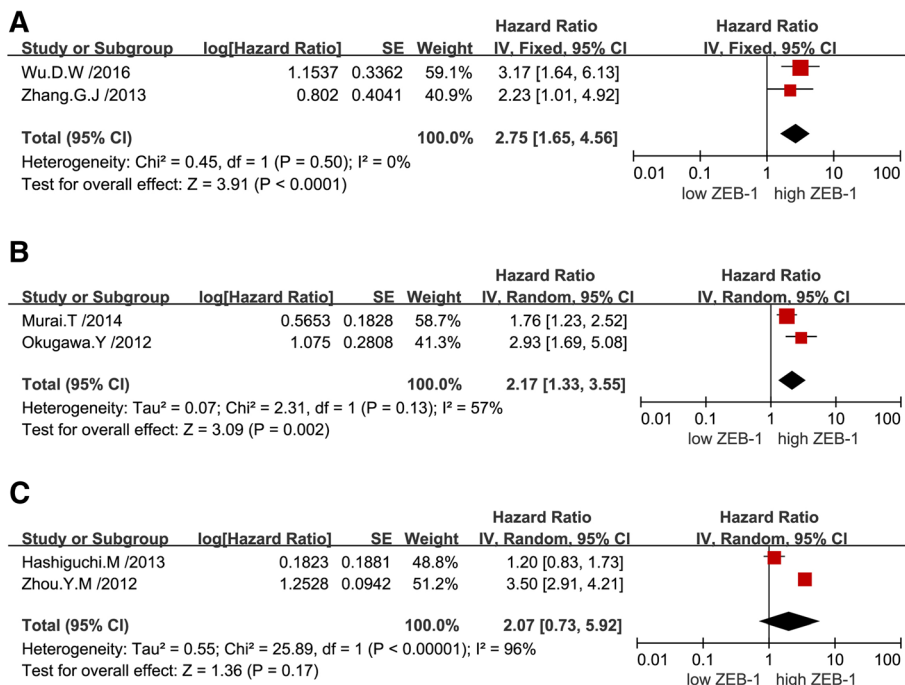 A
Hazard Ratio Hazard Ratio
Study or Subgroup log[Hazard Ratio] SE Weight IV, Fixed, 95% CI IV, Fixed, 95% CI
Wu.D.W /2016 1.1537 0.3362 59.1% 3.17 [1.64, 6.13]
Zhang.G.J /2013 0.802 0.4041 40.9% 2.23 [1.01, 4.92]
Total (95% CI) 100.0% 2.75 [1.65, 4.56]
Heterogeneity: Chi² = 0.45, df = 1 (P = 0.50); I² = 0%
Test for overall effect: Z = 3.91 (P < 0.0001)
0.01 0.1 1 10 100
low ZEB-1 high ZEB-1
B
Hazard Ratio Hazard Ratio
Study or Subgroup log[Hazard Ratio] SE Weight IV, Random, 95% CI IV, Random, 95% CI
Murai.T /2014 0.5653 0.1828 58.7% 1.76 [1.23, 2.52]
Okugawa.Y /2012 1.075 0.2808 41.3% 2.93 [1.69, 5.08]
Total (95% CI) 100.0% 2.17 [1.33, 3.55]
Heterogeneity: Tau² = 0.07; Chi² = 2.31, df = 1 (P = 0.13); I² = 57%
Test for overall effect: Z = 3.09 (P = 0.002)
0.01 0.1 1 10 100
low ZEB-1 high ZEB-1
C
Hazard Ratio Hazard Ratio
Study or Subgroup log[Hazard Ratio] SE Weight IV, Random, 95% CI IV, Random, 95% CI
Hashiguchi.M /2013 0.1823 0.1881 48.8% 1.20 [0.83, 1.73]
Zhou.Y.M /2012 1.2528 0.0942 51.2% 3.50 [2.91, 4.21]
Total (95% CI) 100.0% 2.07 [0.73, 5.92]
Heterogeneity: Tau² = 0.55; Chi² = 25.89, df = 1 (P < 0.00001); I² = 96%
Test for overall effect: Z = 1.36 (P = 0.17)
0.01 0.1 1 10 100
low ZEB-1 high ZEB-1